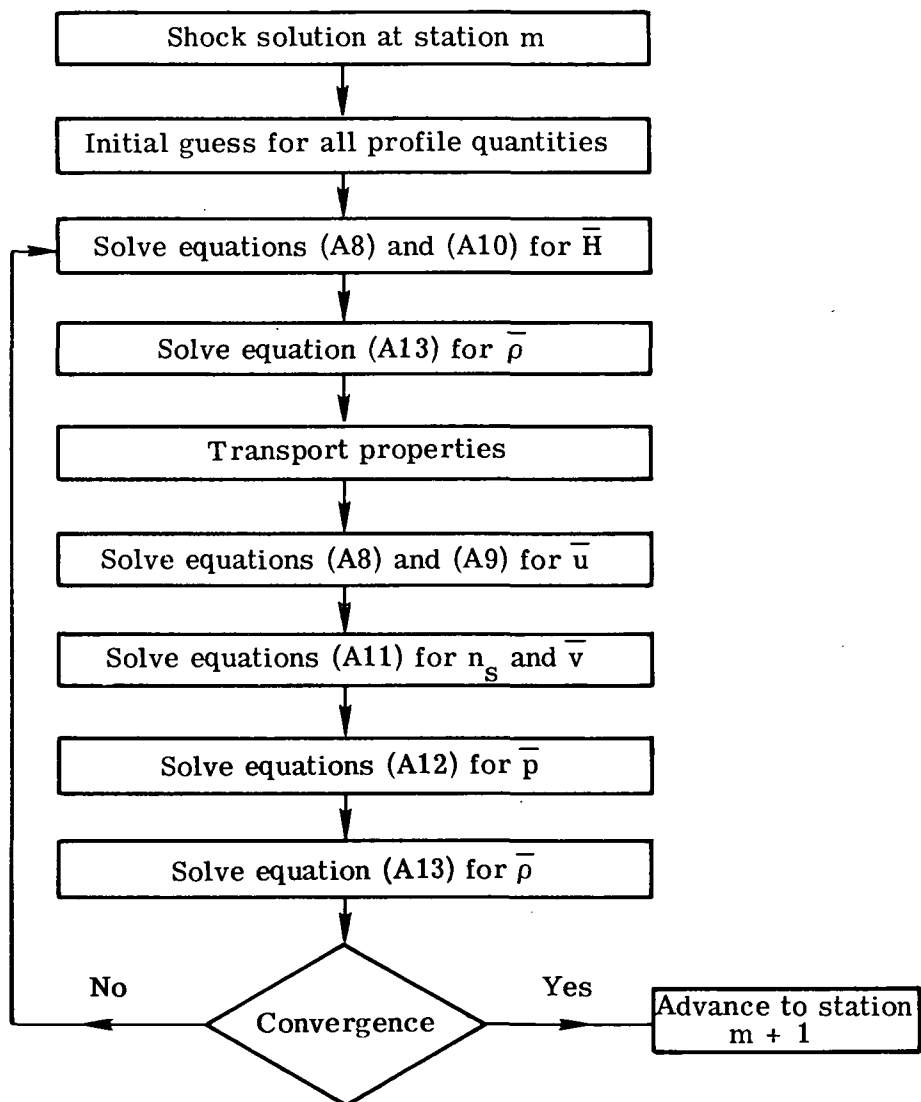 Shock solution at station m
Initial guess for all profile quantities
Solve equations (A8) and (A10) for H̅
Solve equation (A13) for ρ̅
Transport properties
Solve equations (A8) and (A9) for u̅
Solve equations (A11) for n_s and v̅
Solve equations (A12) for p̅
Solve equation (A13) for ρ̅
No
Convergence
Yes
Advance to station
m + 1